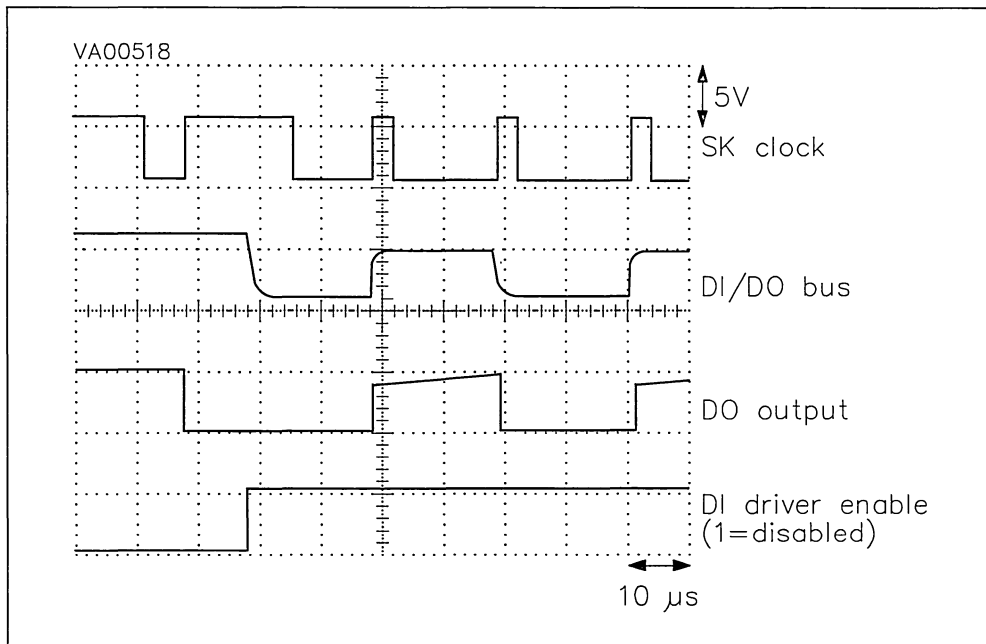 VA00518
5V
SK clock
DI/DO bus
DO output
DI driver enable
(1=disabled)
10 µs